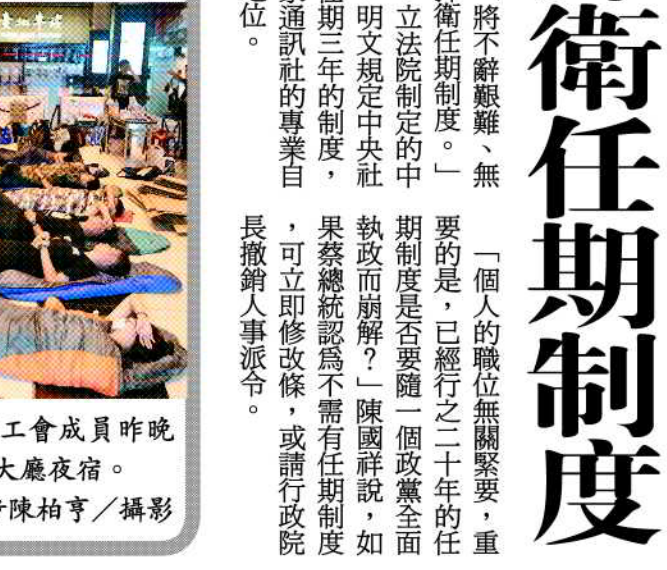 衛任期制度
將不辭艱難、無
衛任期制度。」
立法院制定的中
明文規定中央社
任期三年的制度，
家通訊社的專業自
位。
「個人的職位無關緊要，重
要的是，已經行之二十年的任
期制度是否要隨一個政黨全面
執政而崩解？」陳國祥說，如
果蔡總統認為不需有任期制度
，可立即修改條，或請行政院
長撤銷人事派令。
工會成員昨晚
大廳夜宿。
陳柏亨／攝影